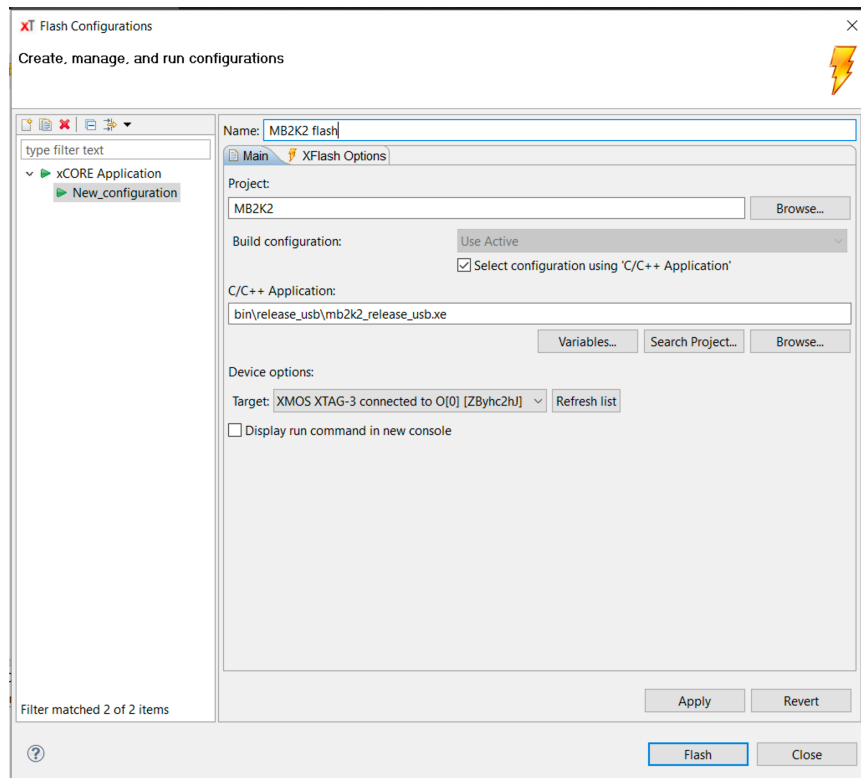 xT Flash Configurations
Create, manage, and run configurations
type filter text
xCORE Application
New_configuration
Filter matched 2 of 2 items
Name: MB2K2 flash
Main XFlash Options
Project:
MB2K2 Browse...
Build configuration: Use Active
Select configuration using 'C/C++ Application'
C/C++ Application:
bin\release_usb\mb2k2_release_usb.xe
Variables... Search Project... Browse...
Device options:
Target: XMOS XTAG-3 connected to O[0] [ZByhc2hJ] Refresh list
Display run command in new console
Apply Revert
? Flash Close